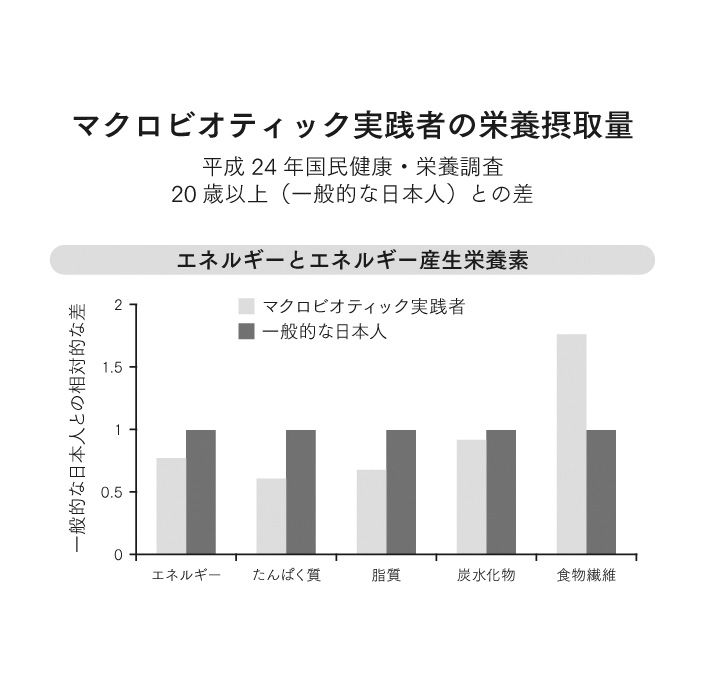 マクロビオティック実践者の栄養摂取量
平成 24 年国民健康・栄養調査
20 歳以上（一般的な日本人）との差
エネルギーとエネルギー産生栄養素
一般的な日本人との相対的な差
2
1.5
1
0.5
0
マクロビオティック実践者
一般的な日本人
エネルギー
たんぱく質
脂質
炭水化物
食物繊維